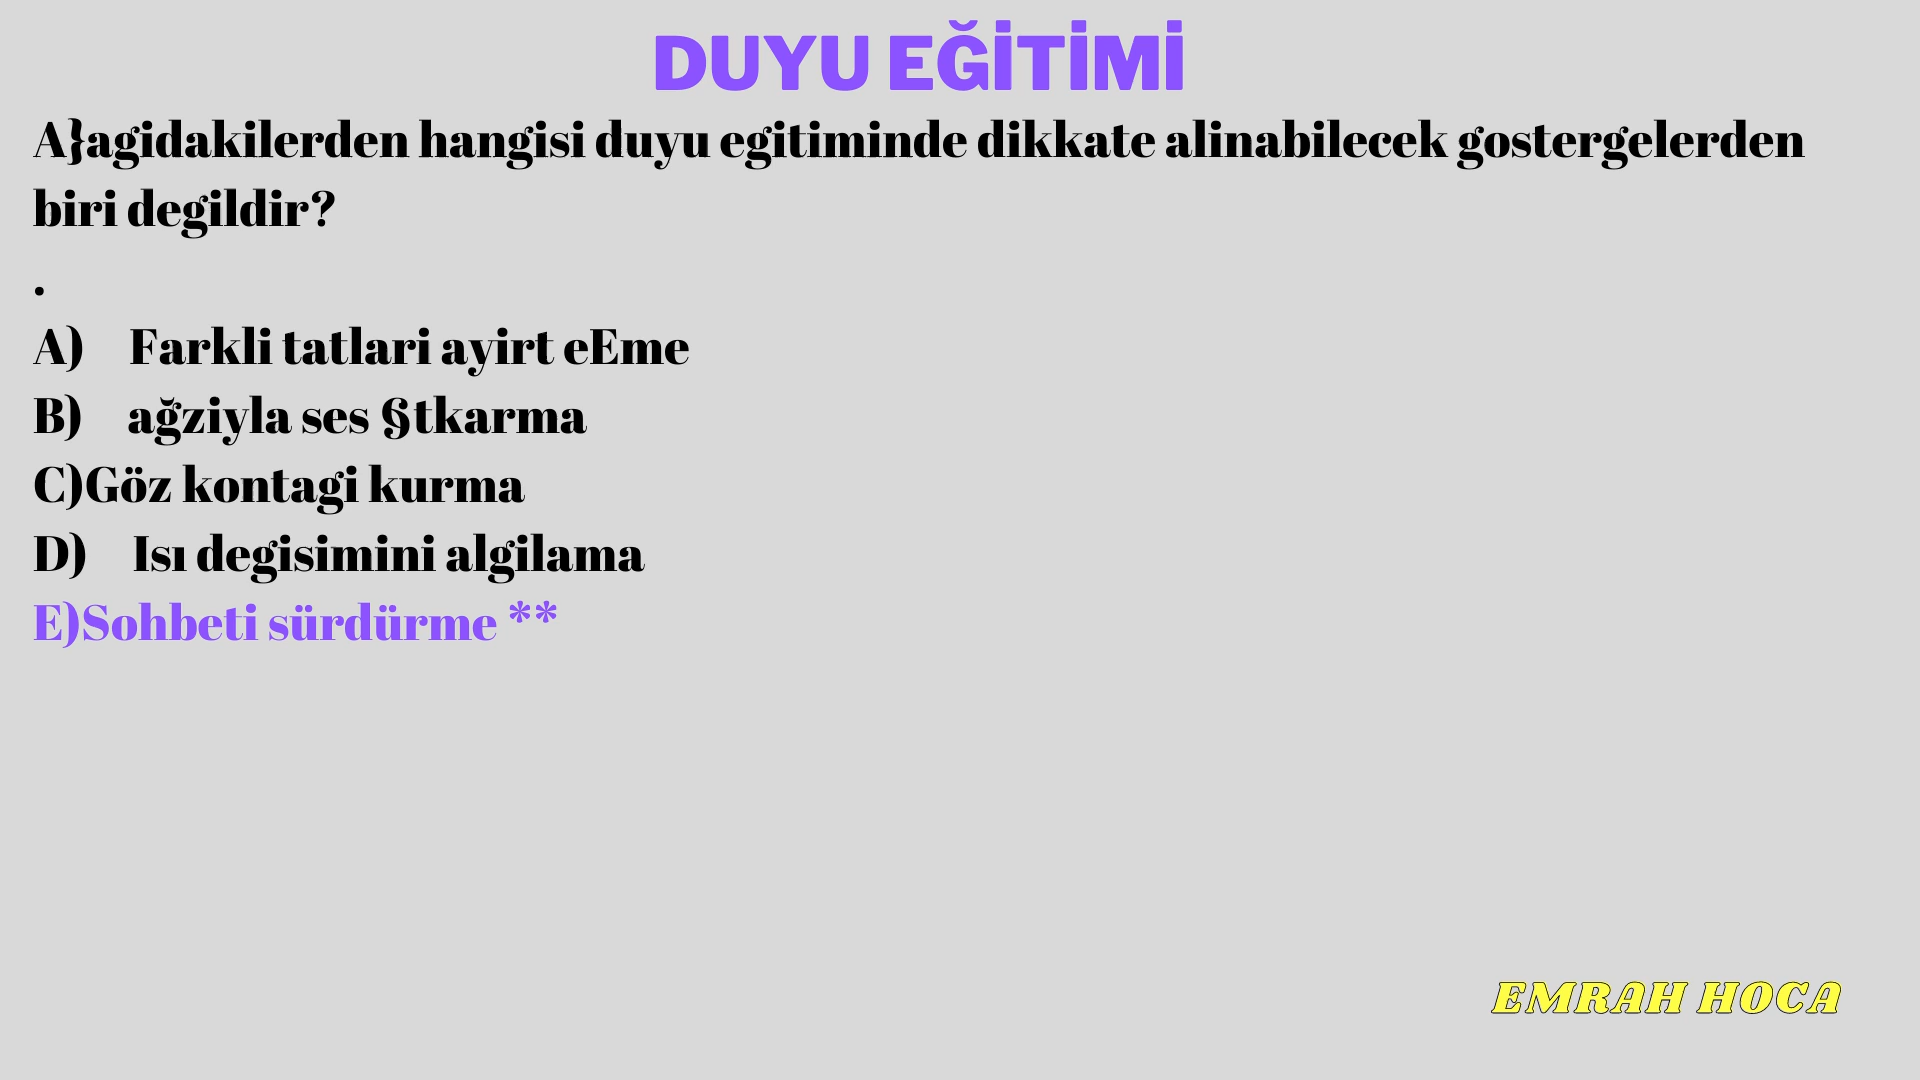 DUYU EĞİTİMİ
A}agidakilerden hangisi duyu egitiminde dikkate alinabilecek gostergelerden
biri degildir?
.
A) Farkli tatlari ayirt eEme
B) ağziyla ses §tkarma
C)Göz kontagi kurma
D) Isı degisimini algilama
E)Sohbeti sürdürme **
EMRAH HOCA